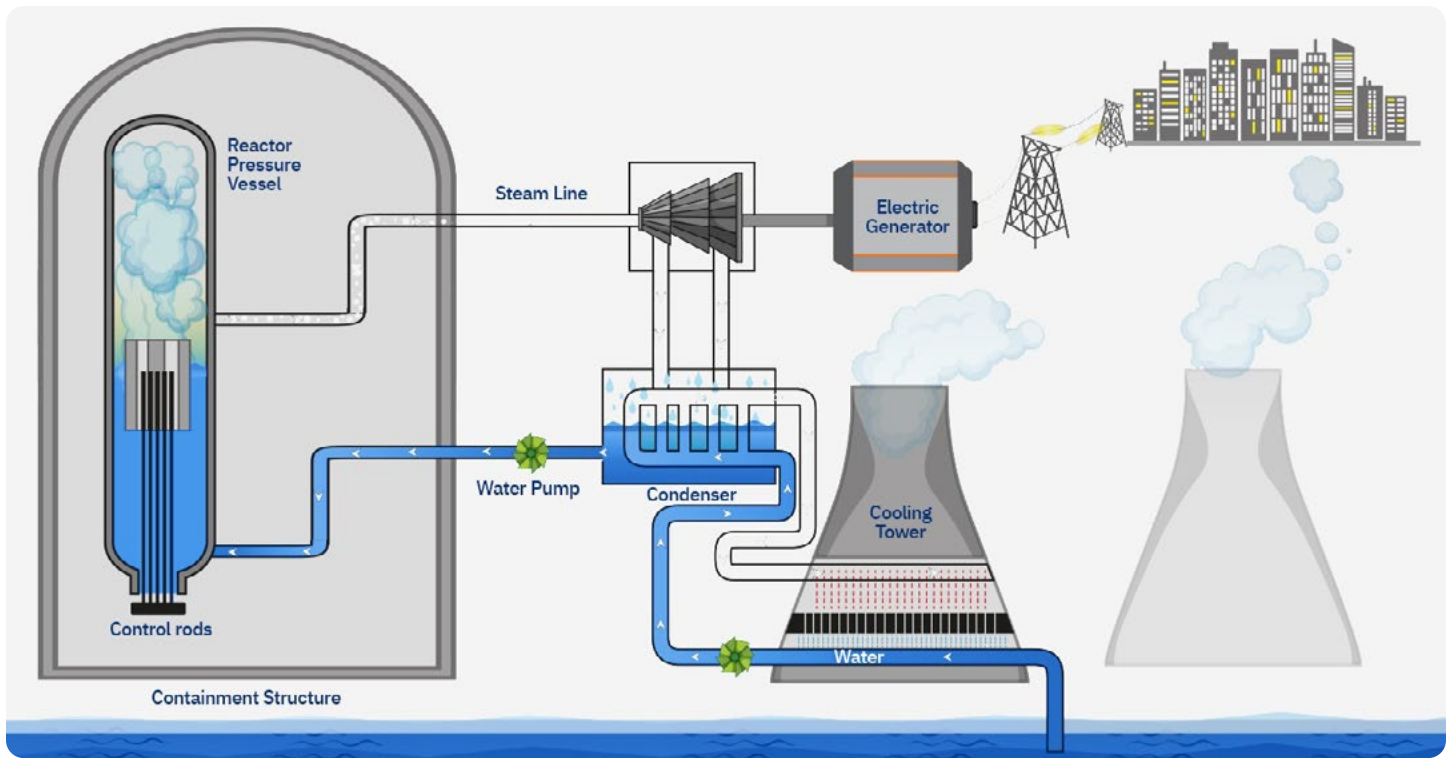 Reactor
Pressure
Vessel
Steam Line
Electric
Generator
Water Pump
Condenser
Cooling
Tower
Control rods
Water
Containment Structure